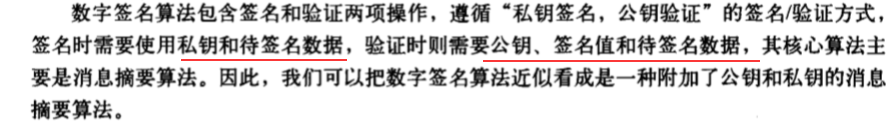 数字签名算法包含签名和验证两项操作，遵循“私钥签名，公钥验证”的签名/验证方式，
签名时需要使用私钥和待签名数据，验证时则需要公钥、签名值和待签名数据，其核心算法主
要是消息摘要算法。因此，我们可以把数字签名算法近似看成是一种附加了公钥和私钥的消息
摘要算法。